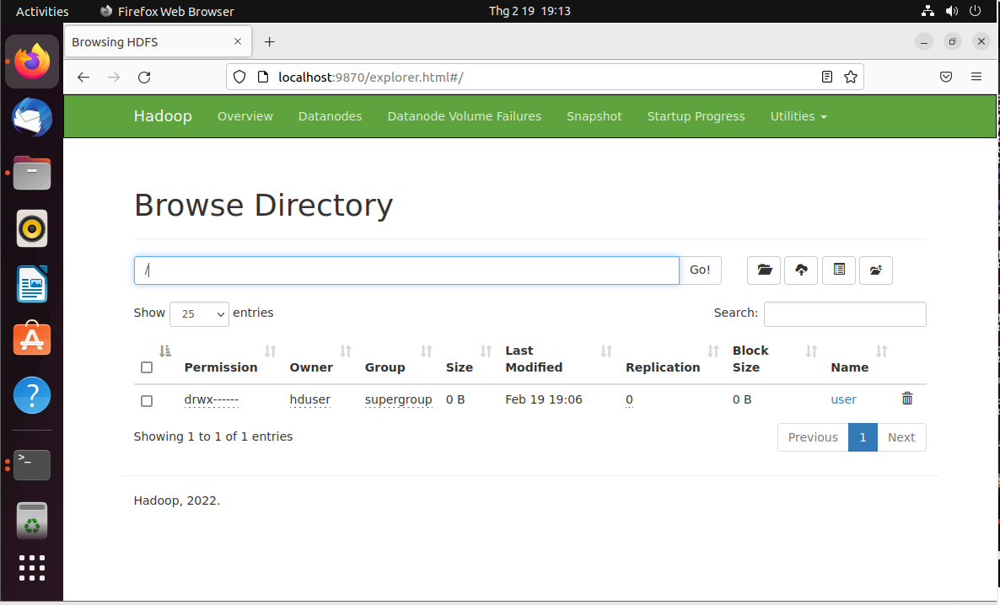 Activities Firefox Web Browser Thg 2 19 19:13
Browsing HDFS
localhost:9870/explorer.html#/
Hadoop Overview Datanodes Datanode Volume Failures Snapshot Startup Progress Utilities
Browse Directory
/ Go!
Show 25 entries Search:
Permission Owner Group Size Last Modified Replication Block Size Name
drwx------ hduser supergroup 0 B Feb 19 19:06 0 0 B user
Showing 1 to 1 of 1 entries Previous 1 Next
Hadoop, 2022.